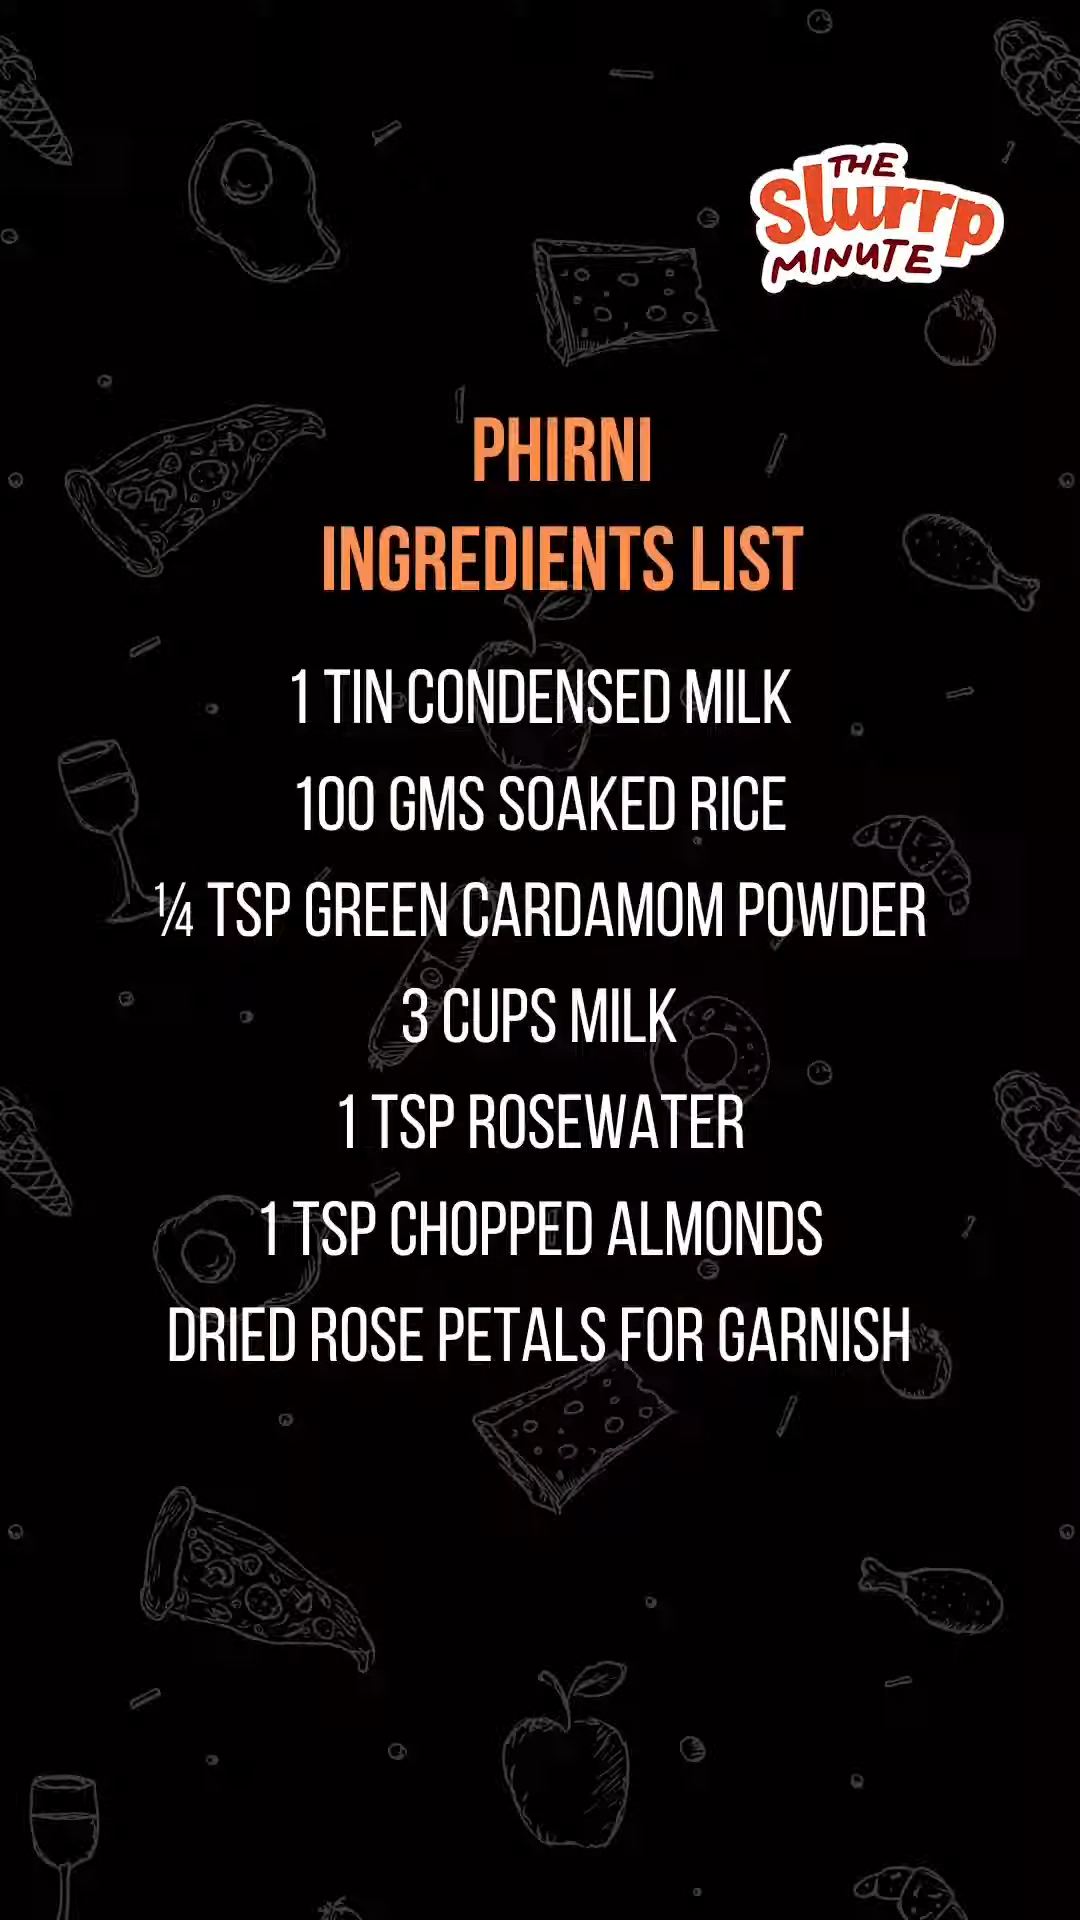 THE
Slurrp
MINUTE
PHIRNI
INGREDIENTS LIST
1 TIN CONDENSED MILK
100 GMS SOAKED RICE
¼ TSP GREEN CARDAMOM POWDER
3 CUPS MILK
1 TSP ROSEWATER
1 TSP CHOPPED ALMONDS
DRIED ROSE PETALS FOR GARNISH